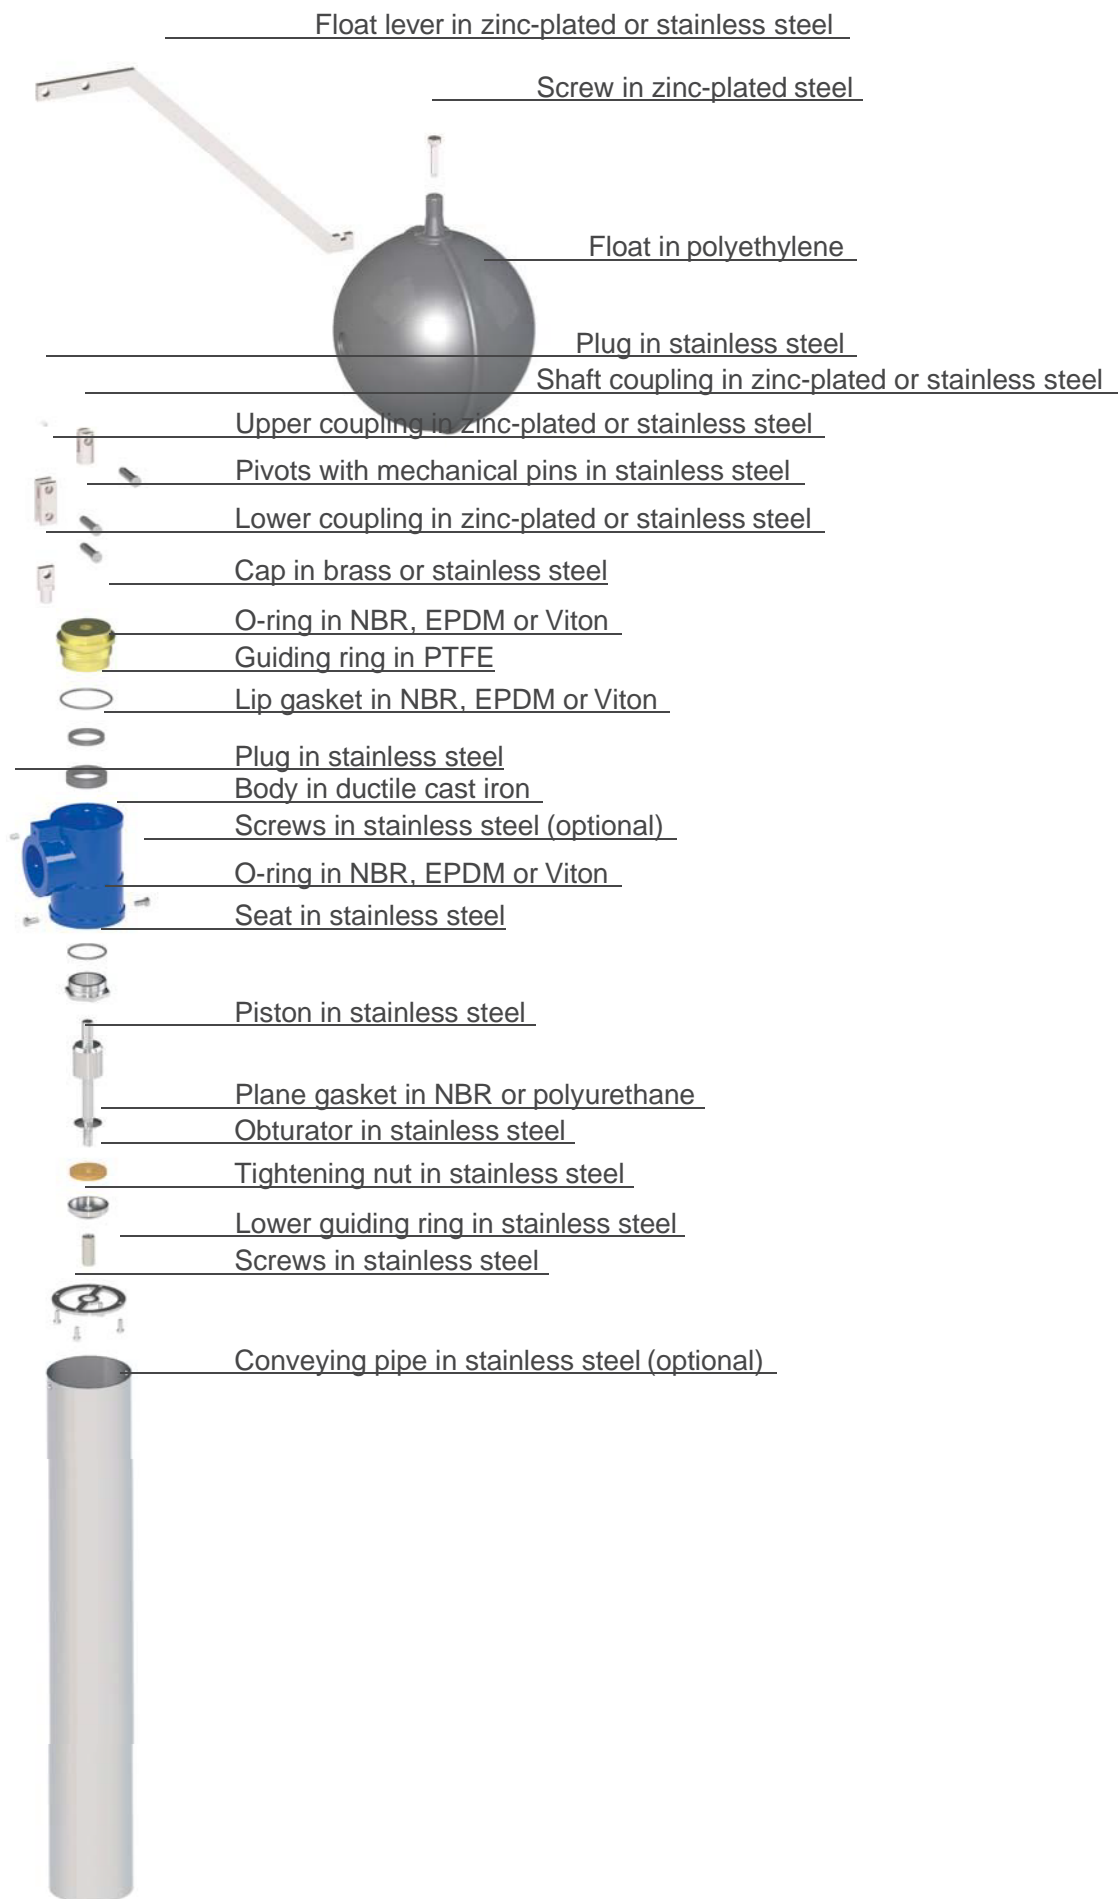 Float lever in zinc-plated or stainless steel
Screw in zinc-plated steel
Float in polyethylene
Plug in stainless steel
Shaft coupling in zinc-plated or stainless steel
Upper coupling in zinc-plated or stainless steel
Pivots with mechanical pins in stainless steel
Lower coupling in zinc-plated or stainless steel
Cap in brass or stainless steel
O-ring in NBR, EPDM or Viton
Guiding ring in PTFE
Lip gasket in NBR, EPDM or Viton
Plug in stainless steel
Body in ductile cast iron
Screws in stainless steel (optional)
O-ring in NBR, EPDM or Viton
Seat in stainless steel
Piston in stainless steel
Plane gasket in NBR or polyurethane
Obturator in stainless steel
Tightening nut in stainless steel
Lower guiding ring in stainless steel
Screws in stainless steel
Conveying pipe in stainless steel (optional)